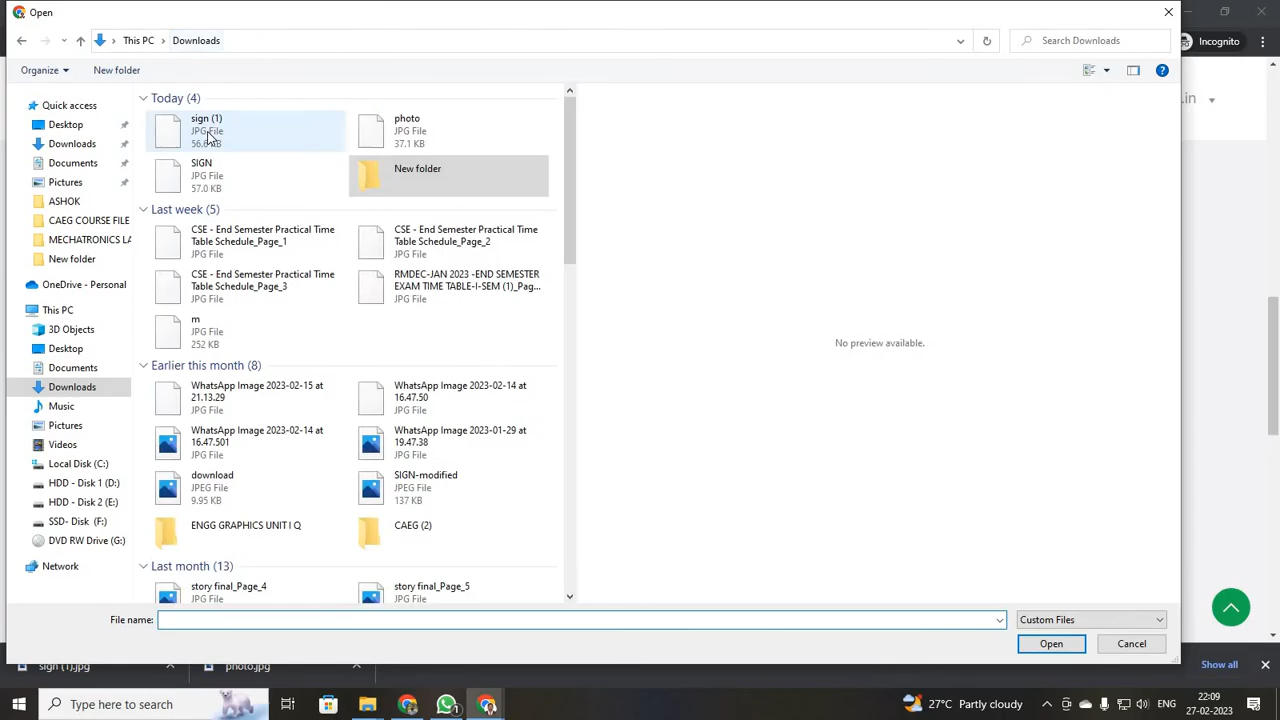 Open
Incognito
This PC
Downloads
Search Downloads
Organize
New folder
.in
Quick access
Desktop
Downloads
Documents
Pictures
ASHOK
CAEG COURSE FILE
MECHATRONICS LA
New folder
OneDrive - Personal
This PC
3D Objects
Desktop
Documents
Downloads
Music
Pictures
Videos
Local Disk (C:)
HDD - Disk 1 (D:)
HDD - Disk 2 (E:)
SSD- Disk (F:)
DVD RW Drive (G:)
Network
Today (4)
sign (1)
JPG File
photo
JPG File
37.1 KB
SIGN
JPG File
57.0 KB
New folder
Last week (5)
CSE - End Semester Practical Time
Table Schedule_Page_1
JPG File
CSE - End Semester Practical Time
Table Schedule_Page_2
JPG File
CSE - End Semester Practical Time
Table Schedule_Page_3
JPG File
RMDEC-JAN 2023 -END SEMESTER
EXAM TIME TABLE-I-SEM (1)_Pag...
JPG File
m
JPG File
252 KB
Earlier this month (8)
WhatsApp Image 2023-02-15 at
21.13.29
JPG File
WhatsApp Image 2023-02-14 at
16.47.50
JPG File
WhatsApp Image 2023-02-14 at
16.47.501
JPG File
WhatsApp Image 2023-01-29 at
19.47.38
JPG File
download
JPEG File
9.95 KB
SIGN-modified
JPEG File
137 KB
ENGG GRAPHICS UNIT I Q
CAEG (2)
Last month (13)
story final_Page_4
story final_Page_5
No preview available.
File name:
Custom Files
Open
Cancel
sign (1).jpg
photo.jpg
Show all
Type here to search
1
27°C Partly cloudy
ENG
22:09
27-02-2023